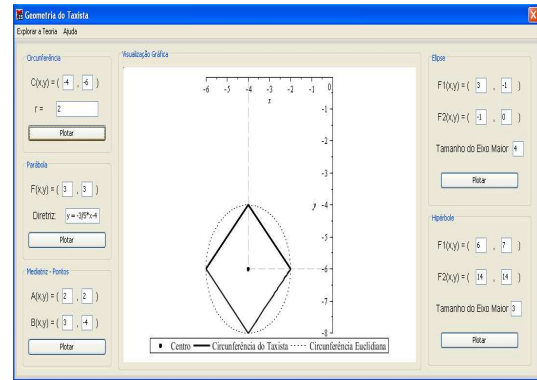 Geometria do Taxista
Explorar a Teoria Ajuda
Circunferência
C(x,y) = ( -4 , -6 )
r = 2
Plotar
Parábola
F(x,y) = ( 3 , 3 )
Diretriz: y = -3/5*x-4
Plotar
Mediatriz - Pontos
A(x,y) = ( 2 , 2 )
B(x,y) = ( 3 , -4 )
Plotar
Visualização Gráfica
-6 -5 -4 -3 -2 -1 0
x
-1
-2
-3
y -4
-5
-6
-7
-8
Centro Circunferência do Taxista Circunferência Euclidiana
Elipse
F1(x,y) = ( 3 , -1 )
F2(x,y) = ( -1 , 0 )
Tamanho do Eixo Maior 4
Plotar
Hipérbole
F1(x,y) = ( 6 , 7 )
F2(x,y) = ( 14 , 14 )
Tamanho do Eixo Maior 3
Plotar